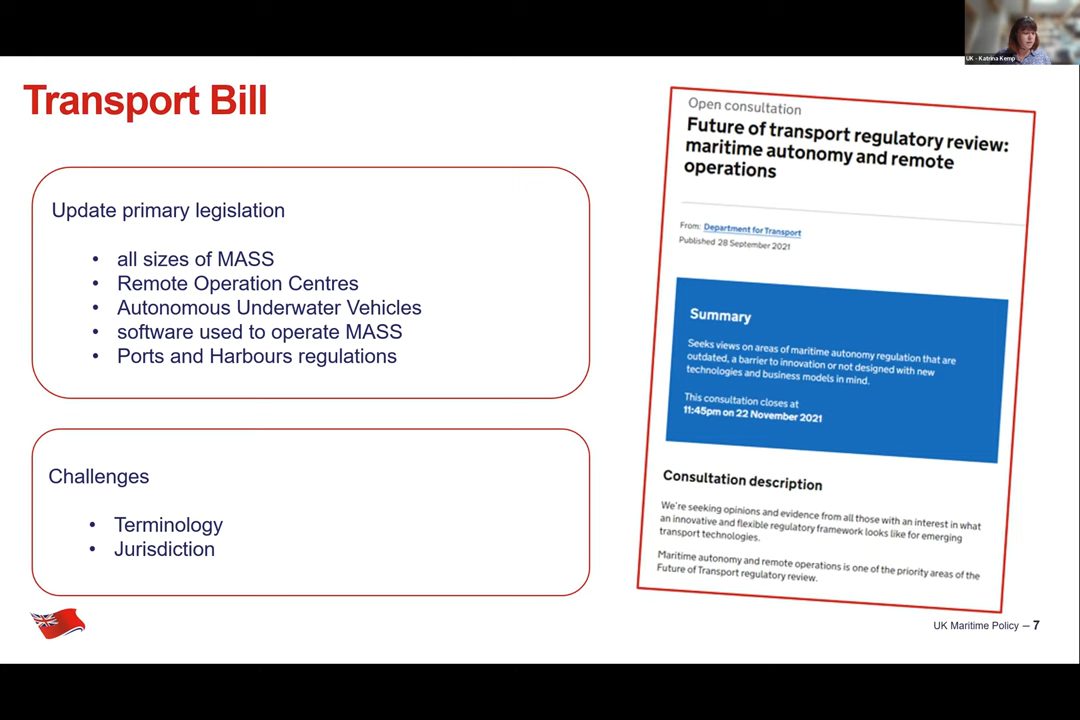 UK - Katrina Kemp
Transport Bill
Update primary legislation
• all sizes of MASS
• Remote Operation Centres
• Autonomous Underwater Vehicles
• software used to operate MASS
• Ports and Harbours regulations
Challenges
• Terminology
• Jurisdiction
Open consultation
Future of transport regulatory review:
maritime autonomy and remote
operations
From: Department for Transport
Published 28 September 2021
Summary
Seeks views on areas of maritime autonomy regulation that are
outdated, a barrier to innovation or not designed with new
technologies and business models in mind.
This consultation closes at
11:45pm on 22 November 2021
Consultation description
We're seeking opinions and evidence from all those with an interest in what
an innovative and flexible regulatory framework looks like for emerging
transport technologies.
Maritime autonomy and remote operations is one of the priority areas of the
Future of Transport regulatory review.
UK Maritime Policy – 7